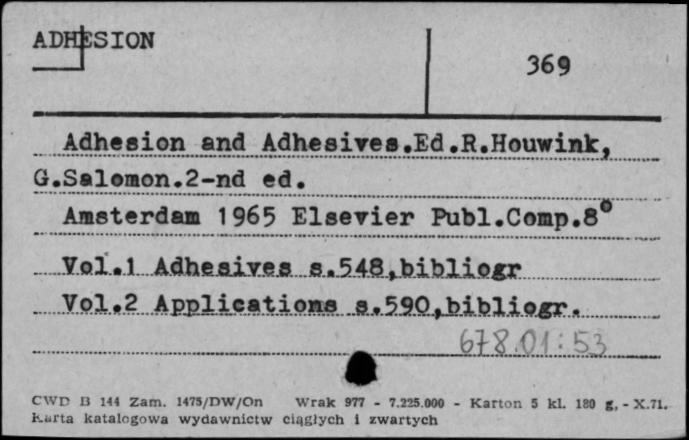 ADHESION
369
Adhesion and Adhesives.Ed.R.Houwink,
G.Salomon.2-nd ed.
Amsterdam 1965 Elsevier Publ.Comp.8°
Vol.1 Adhesives s.548,bibliogr
Vol.2 Applications s.590,bibliogr.
678.01:53
CWD B 144 Zam. 1475/DW/On Wrak 977 - 7.225.000 - Karton 5 kl. 180 g. - X.71.
Karta katalogowa wydawnictw ciągłych i zwartych